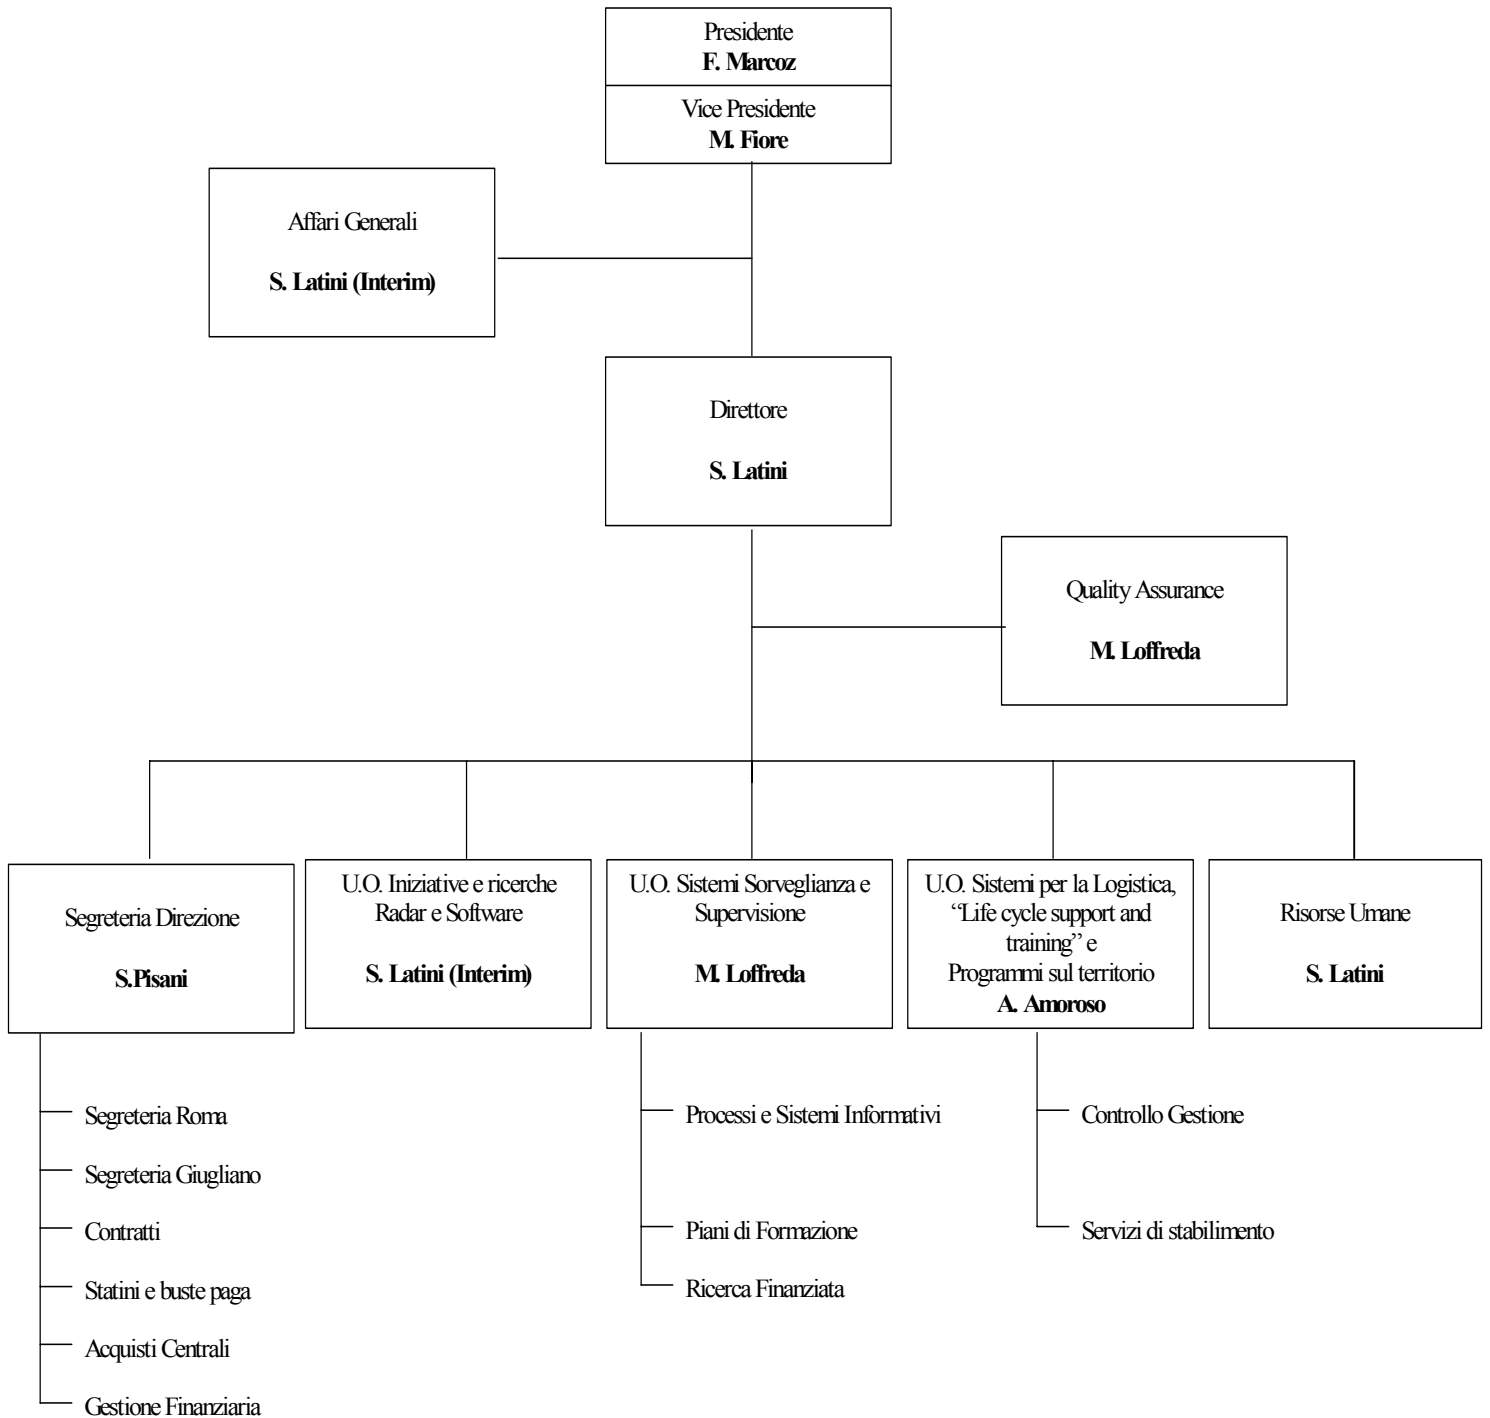 Presidente
F. Marcoz
Vice Presidente
M. Fiore
Affari Generali
S. Latini (Interim)
Direttore
S. Latini
Quality Assurance
M. Loffreda
Segreteria Direzione
S.Pisani
U.O. Iniziative e ricerche
Radar e Software
S. Latini (Interim)
U.O. Sistemi Sorveglianza e
Supervisione
M. Loffreda
U.O. Sistemi per la Logistica,
“Life cycle support and
training” e
Programmi sul territorio
A. Amoroso
Risorse Umane
S. Latini
Segreteria Roma
Segreteria Giugliano
Contratti
Statini e buste paga
Acquisti Centrali
Gestione Finanziaria
Processi e Sistemi Informativi
Piani di Formazione
Ricerca Finanziata
Controllo Gestione
Servizi di stabilimento